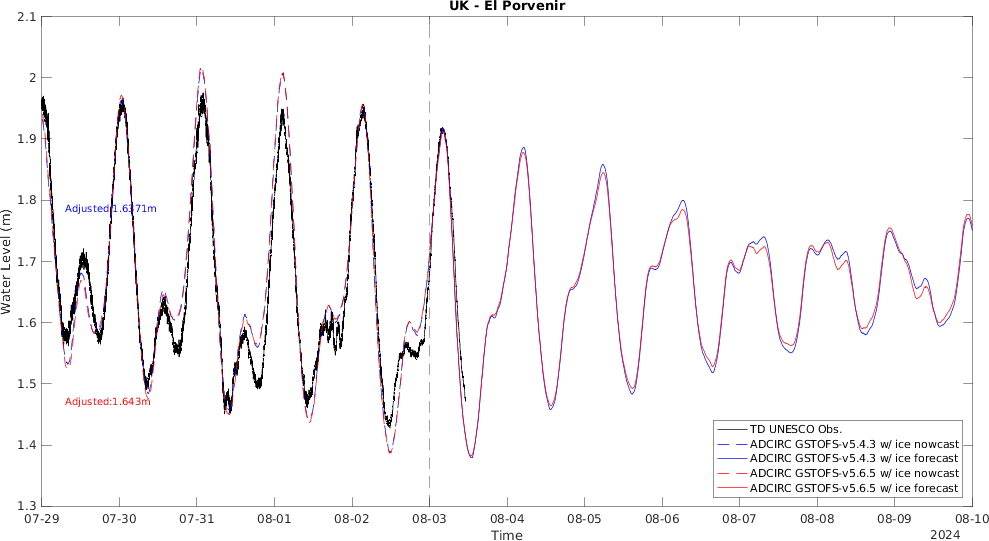 UK - El Porvenir
2.1
2
1.9
1.8
1.7
1.6
1.5
1.4
1.3
Water Level (m)
Adjusted:1.6371m
Adjusted:1.643m
TD UNESCO Obs.
ADCIRC GSTOFS-v5.4.3 w/ ice nowcast
ADCIRC GSTOFS-v5.4.3 w/ ice forecast
ADCIRC GSTOFS-v5.6.5 w/ ice nowcast
ADCIRC GSTOFS-v5.6.5 w/ ice forecast
07-29 07-30 07-31 08-01 08-02 08-03 08-04 08-05 08-06 08-07 08-08 08-09 08-10
Time
2024